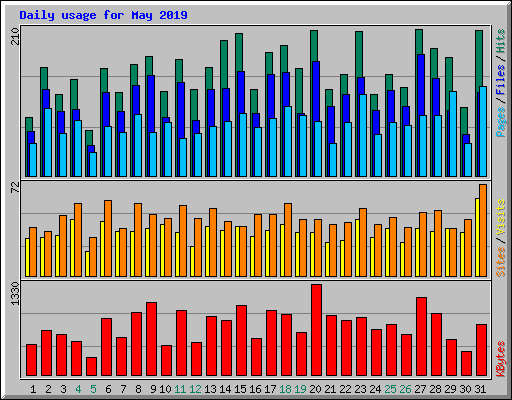 Daily usage for May 2019
210
Pages / Files / Hits
72
Sites / Visits
1330
KBytes
1 2 3 4 5 6 7 8 9 10 11 12 13 14 15 16 17 18 19 20 21 22 23 24 25 26 27 28 29 30 31